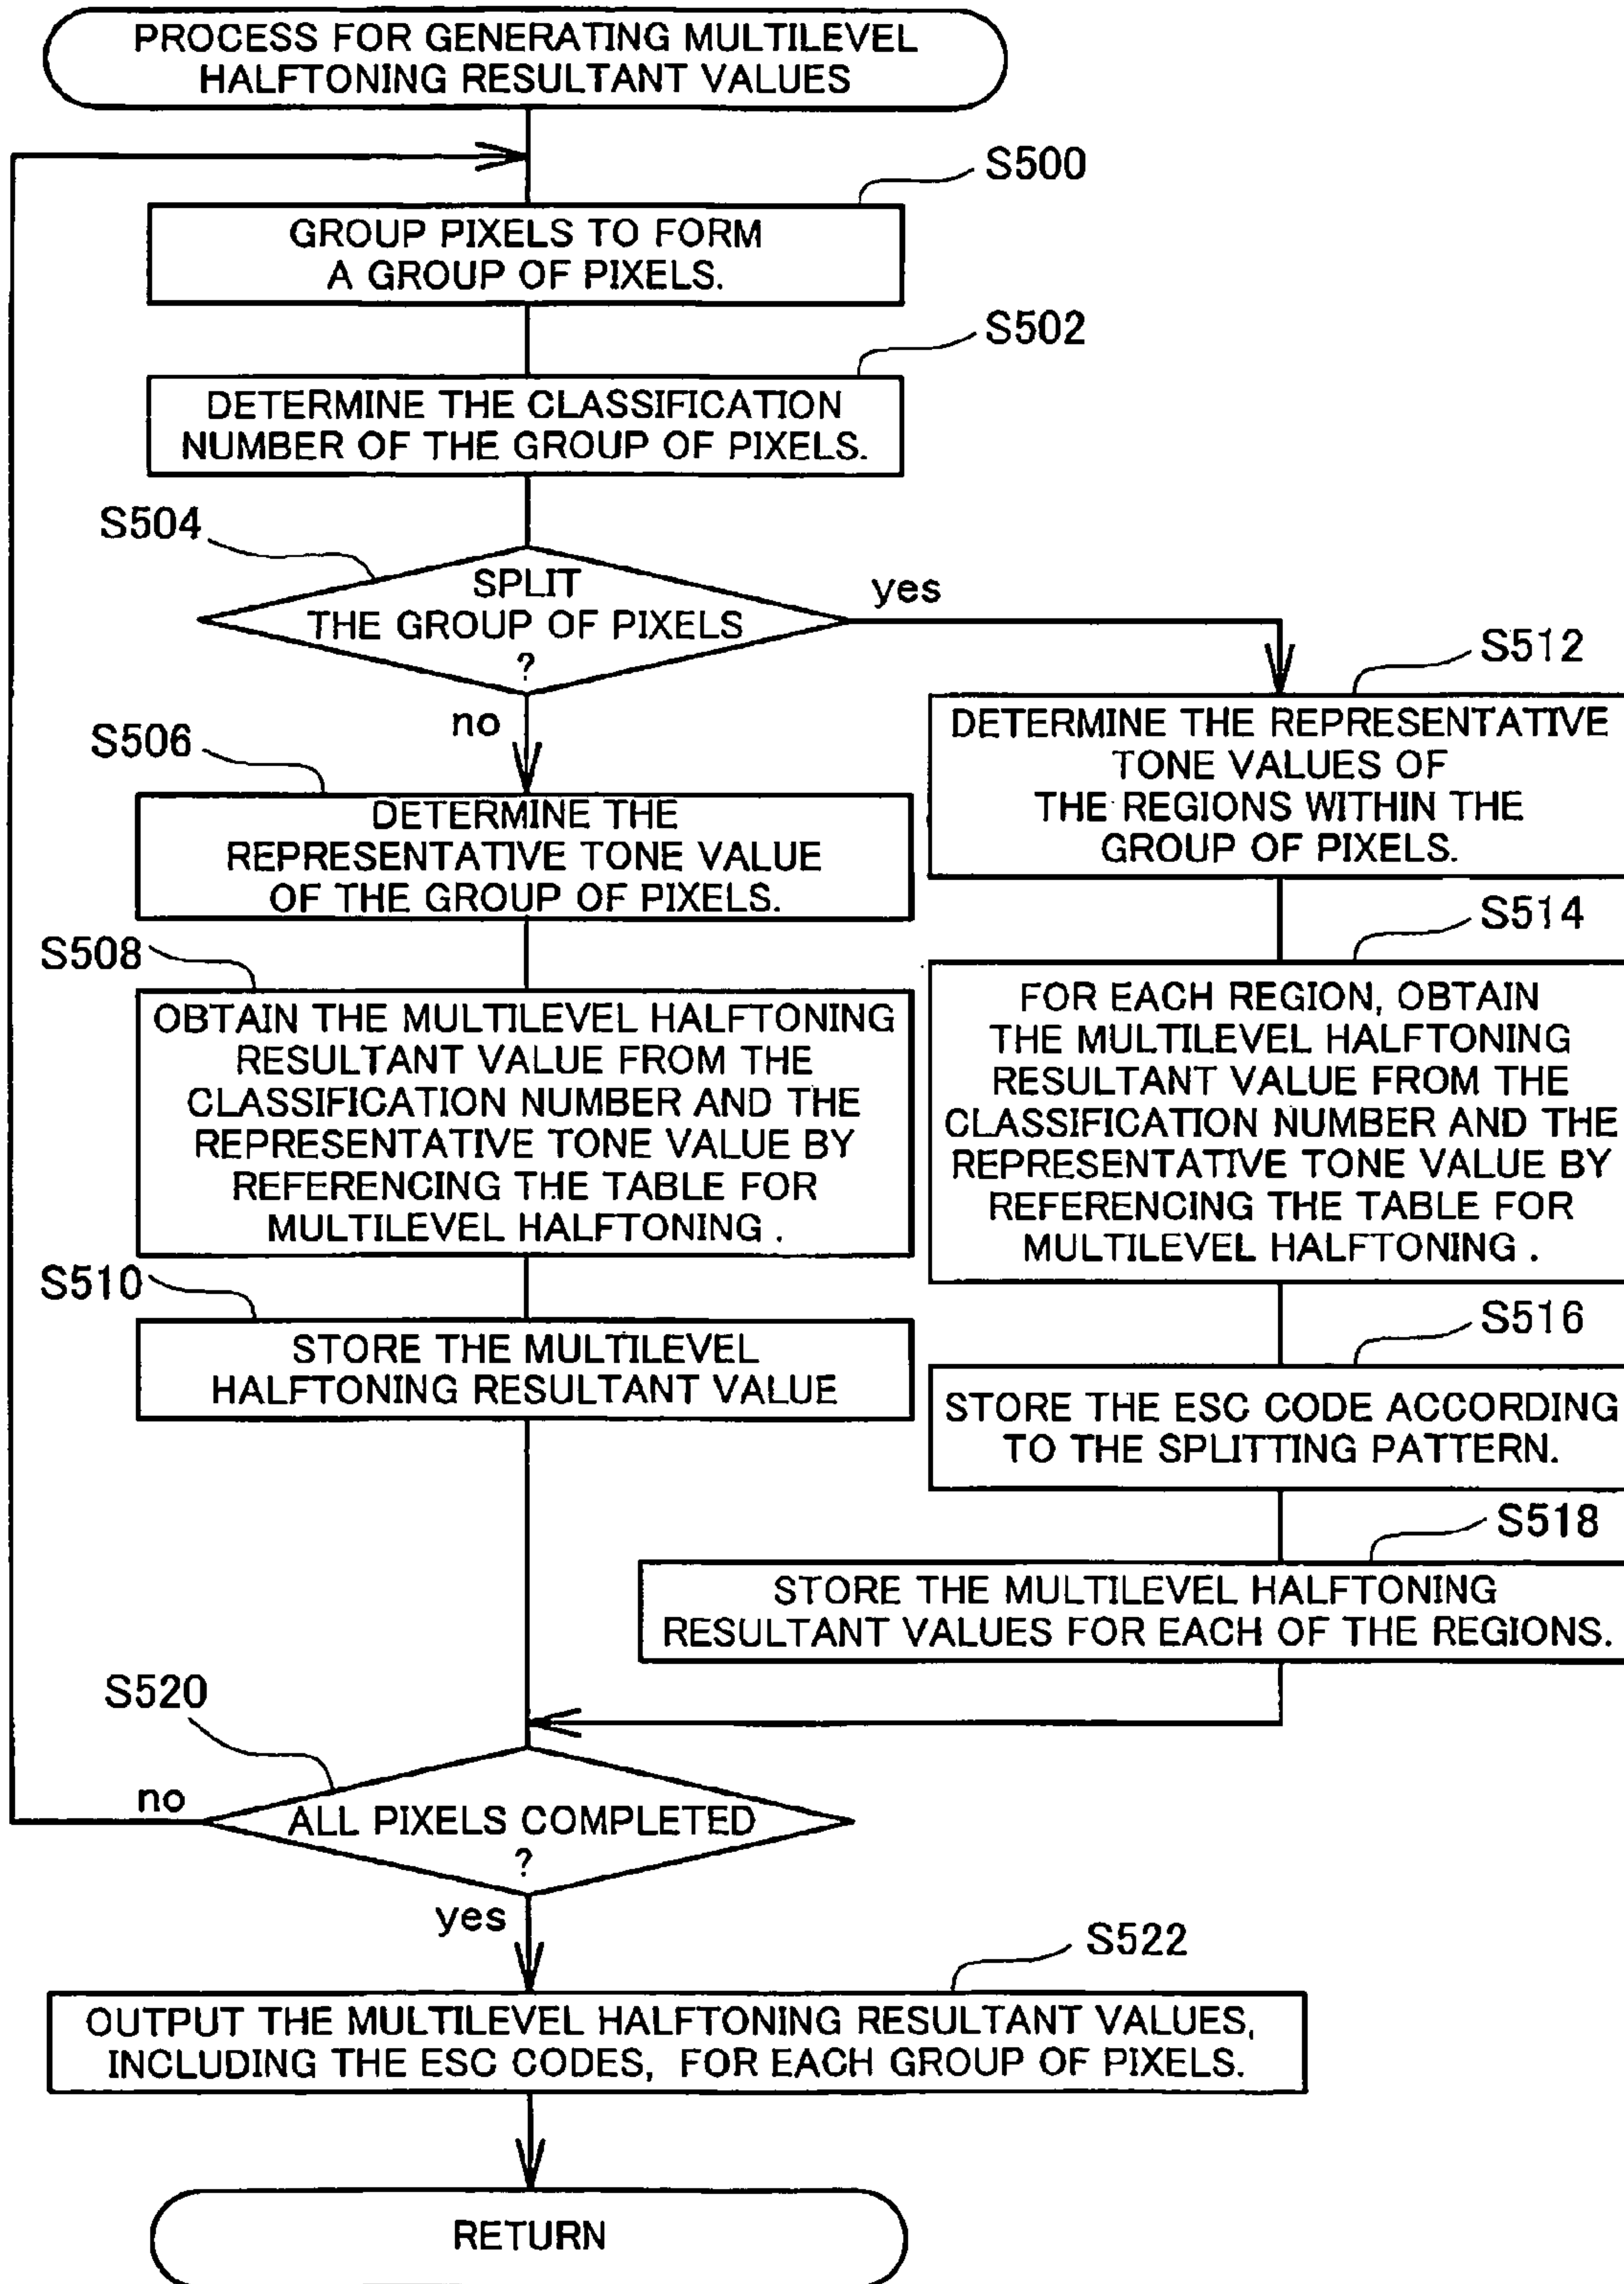 PROCESS FOR GENERATING MULTILEVEL
HALFTONING RESULTANT VALUES
S500
GROUP PIXELS TO FORM
A GROUP OF PIXELS.
S502
DETERMINE THE CLASSIFICATION
NUMBER OF THE GROUP OF PIXELS.
S504
SPLIT
THE GROUP OF PIXELS
?
yes
no
S506
DETERMINE THE
REPRESENTATIVE TONE VALUE
OF THE GROUP OF PIXELS.
S508
OBTAIN THE MULTILEVEL HALFTONING
RESULTANT VALUE FROM THE
CLASSIFICATION NUMBER AND THE
REPRESENTATIVE TONE VALUE BY
REFERENCING THE TABLE FOR
MULTILEVEL HALFTONING .
S510
STORE THE MULTILEVEL
HALFTONING RESULTANT VALUE
S512
DETERMINE THE REPRESENTATIVE
TONE VALUES OF
THE REGIONS WITHIN THE
GROUP OF PIXELS.
S514
FOR EACH REGION, OBTAIN
THE MULTILEVEL HALFTONING
RESULTANT VALUE FROM THE
CLASSIFICATION NUMBER AND THE
REPRESENTATIVE TONE VALUE BY
REFERENCING THE TABLE FOR
MULTILEVEL HALFTONING .
S516
STORE THE ESC CODE ACCORDING
TO THE SPLITTING PATTERN.
S518
STORE THE MULTILEVEL HALFTONING
RESULTANT VALUES FOR EACH OF THE REGIONS.
S520
no
ALL PIXELS COMPLETED
?
yes
S522
OUTPUT THE MULTILEVEL HALFTONING RESULTANT VALUES,
INCLUDING THE ESC CODES, FOR EACH GROUP OF PIXELS.
RETURN